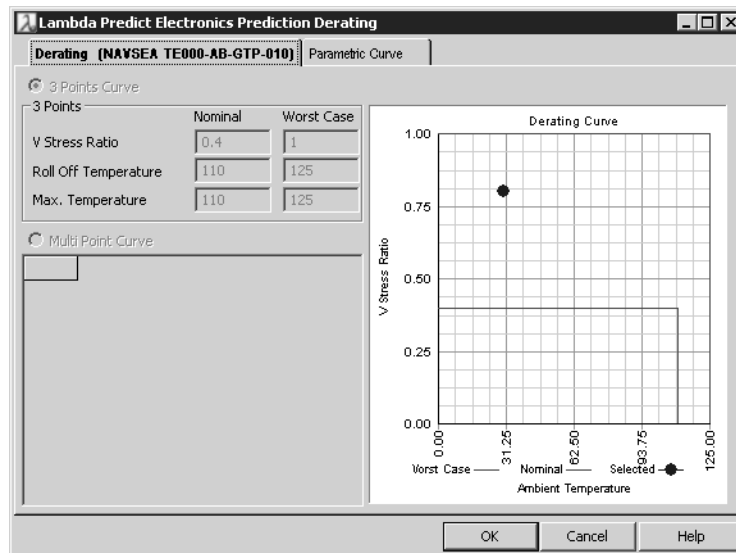 Lambda Predict Electronics Prediction Derating
Derating (NAVSEA TE000-AB-GTP-010) Parametric Curve
3 Points Curve
3 Points
Nominal Worst Case
V Stress Ratio 0.4 1
Roll Off Temperature 110 125
Max. Temperature 110 125
Multi Point Curve
Derating Curve
1.00
0.75
0.50
0.25
0.00
V Stress Ratio
0.00 31.25 62.50 93.75 125.00
Worst Case Nominal Selected
Ambient Temperature
OK Cancel Help